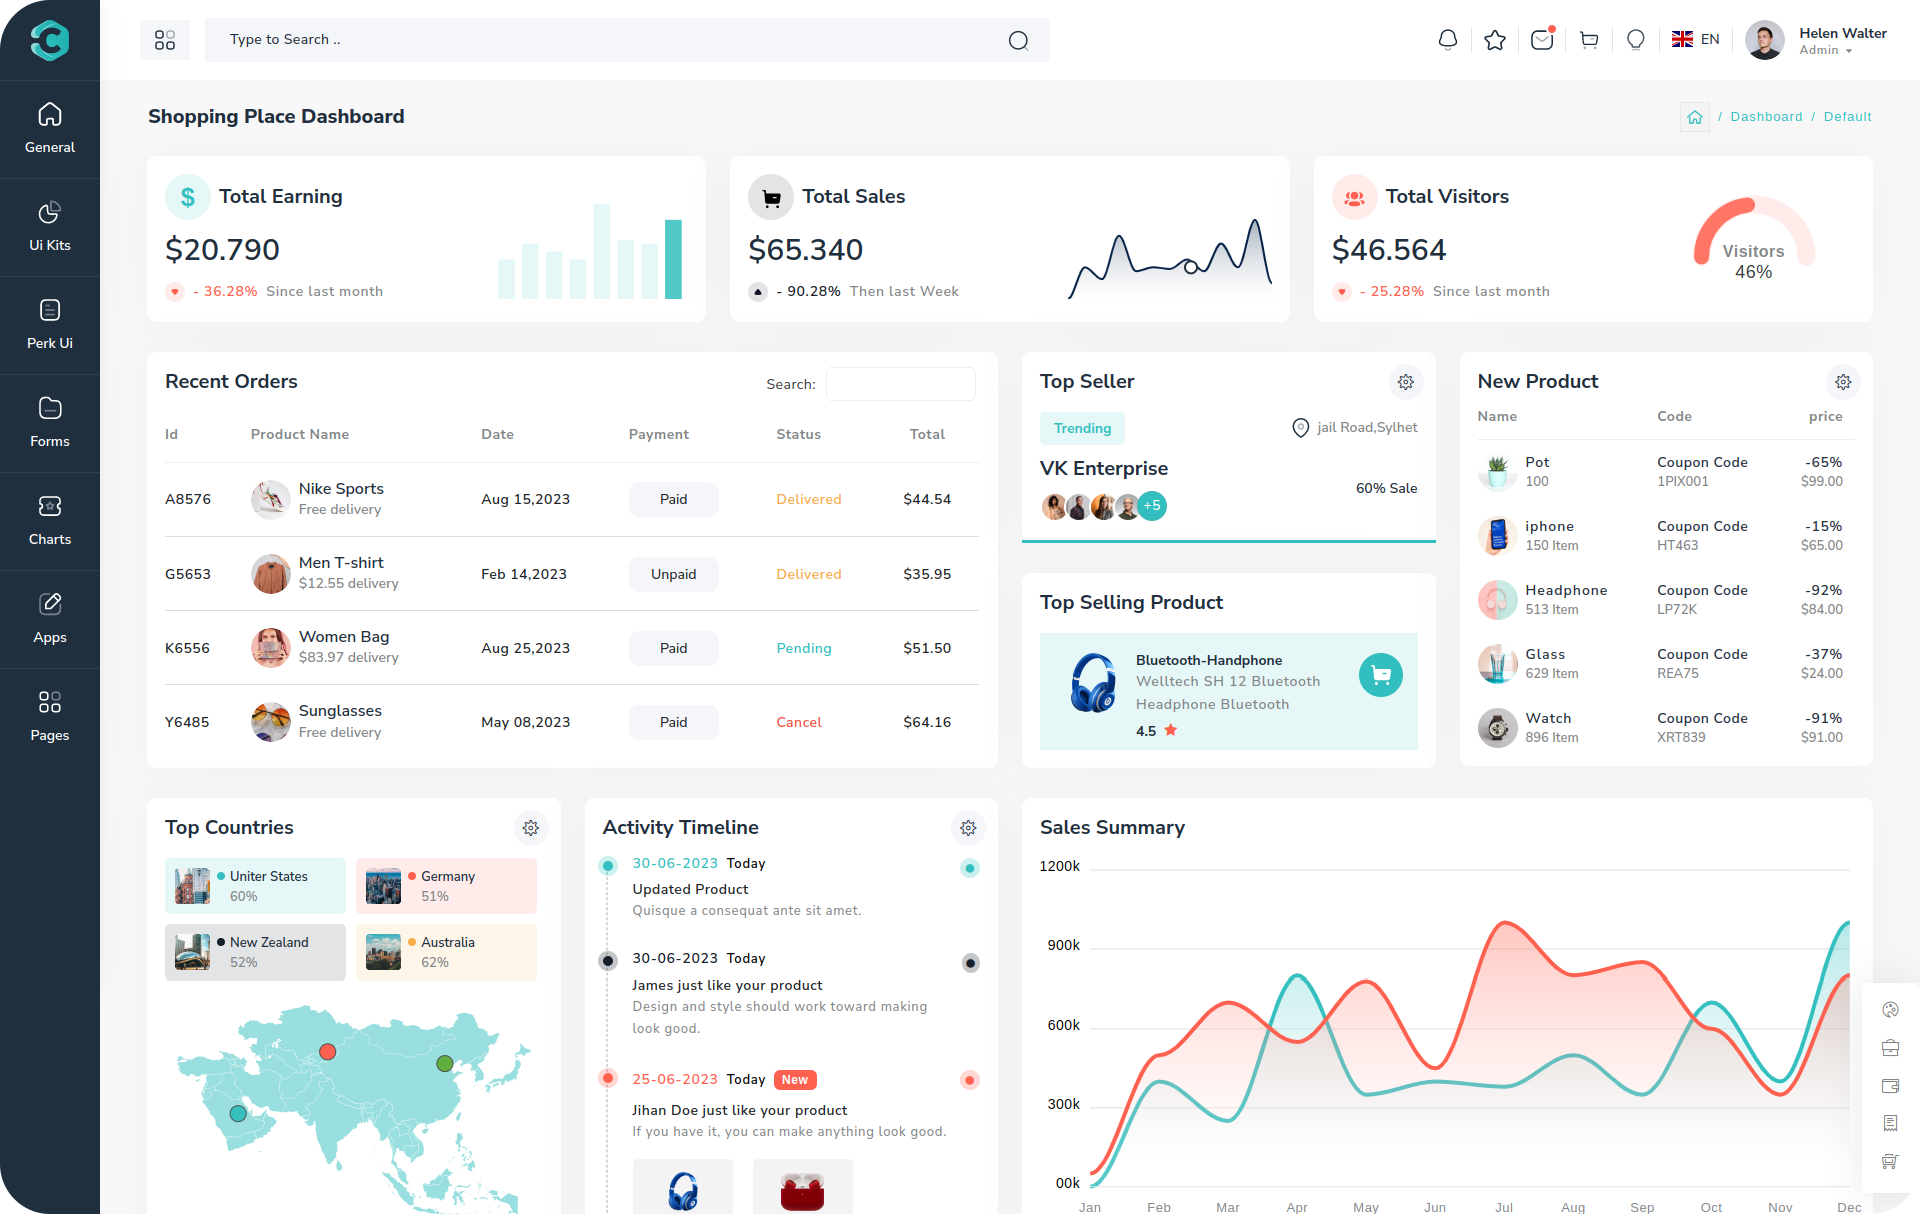 Type to Search ..
EN
Helen Walter
Admin
General
Ui Kits
Perk Ui
Forms
Charts
Apps
Pages
Shopping Place Dashboard
/ Dashboard / Default
$ Total Earning
$20.790
- 36.28% Since last month
Total Sales
$65.340
- 90.28% Then last Week
Total Visitors
$46.564
- 25.28% Since last month
Visitors
46%
Recent Orders
Search:
Id Product Name Date Payment Status Total
A8576 Nike Sports Free delivery Aug 15,2023 Paid Delivered $44.54
G5653 Men T-shirt $12.55 delivery Feb 14,2023 Unpaid Delivered $35.95
K6556 Women Bag $83.97 delivery Aug 25,2023 Paid Pending $51.50
Y6485 Sunglasses Free delivery May 08,2023 Paid Cancel $64.16
Top Seller
Trending
jail Road,Sylhet
VK Enterprise
60% Sale
+5
Top Selling Product
Bluetooth-Handphone
Welltech SH 12 Bluetooth
Headphone Bluetooth
4.5
New Product
Name Code price
Pot Coupon Code -65%
100 1PIX001 $99.00
iphone Coupon Code -15%
150 Item HT463 $65.00
Headphone Coupon Code -92%
513 Item LP72K $84.00
Glass Coupon Code -37%
629 Item REA75 $24.00
Watch Coupon Code -91%
896 Item XRT839 $91.00
Top Countries
Uniter States
60%
Germany
51%
New Zealand
52%
Australia
62%
Activity Timeline
30-06-2023 Today
Updated Product
Quisque a consequat ante sit amet.
30-06-2023 Today
James just like your product
Design and style should work toward making
look good.
25-06-2023 Today New
Jihan Doe just like your product
If you have it, you can make anything look good.
Sales Summary
1200k
900k
600k
300k
00k
Jan Feb Mar Apr May Jun Jul Aug Sep Oct Nov Dec